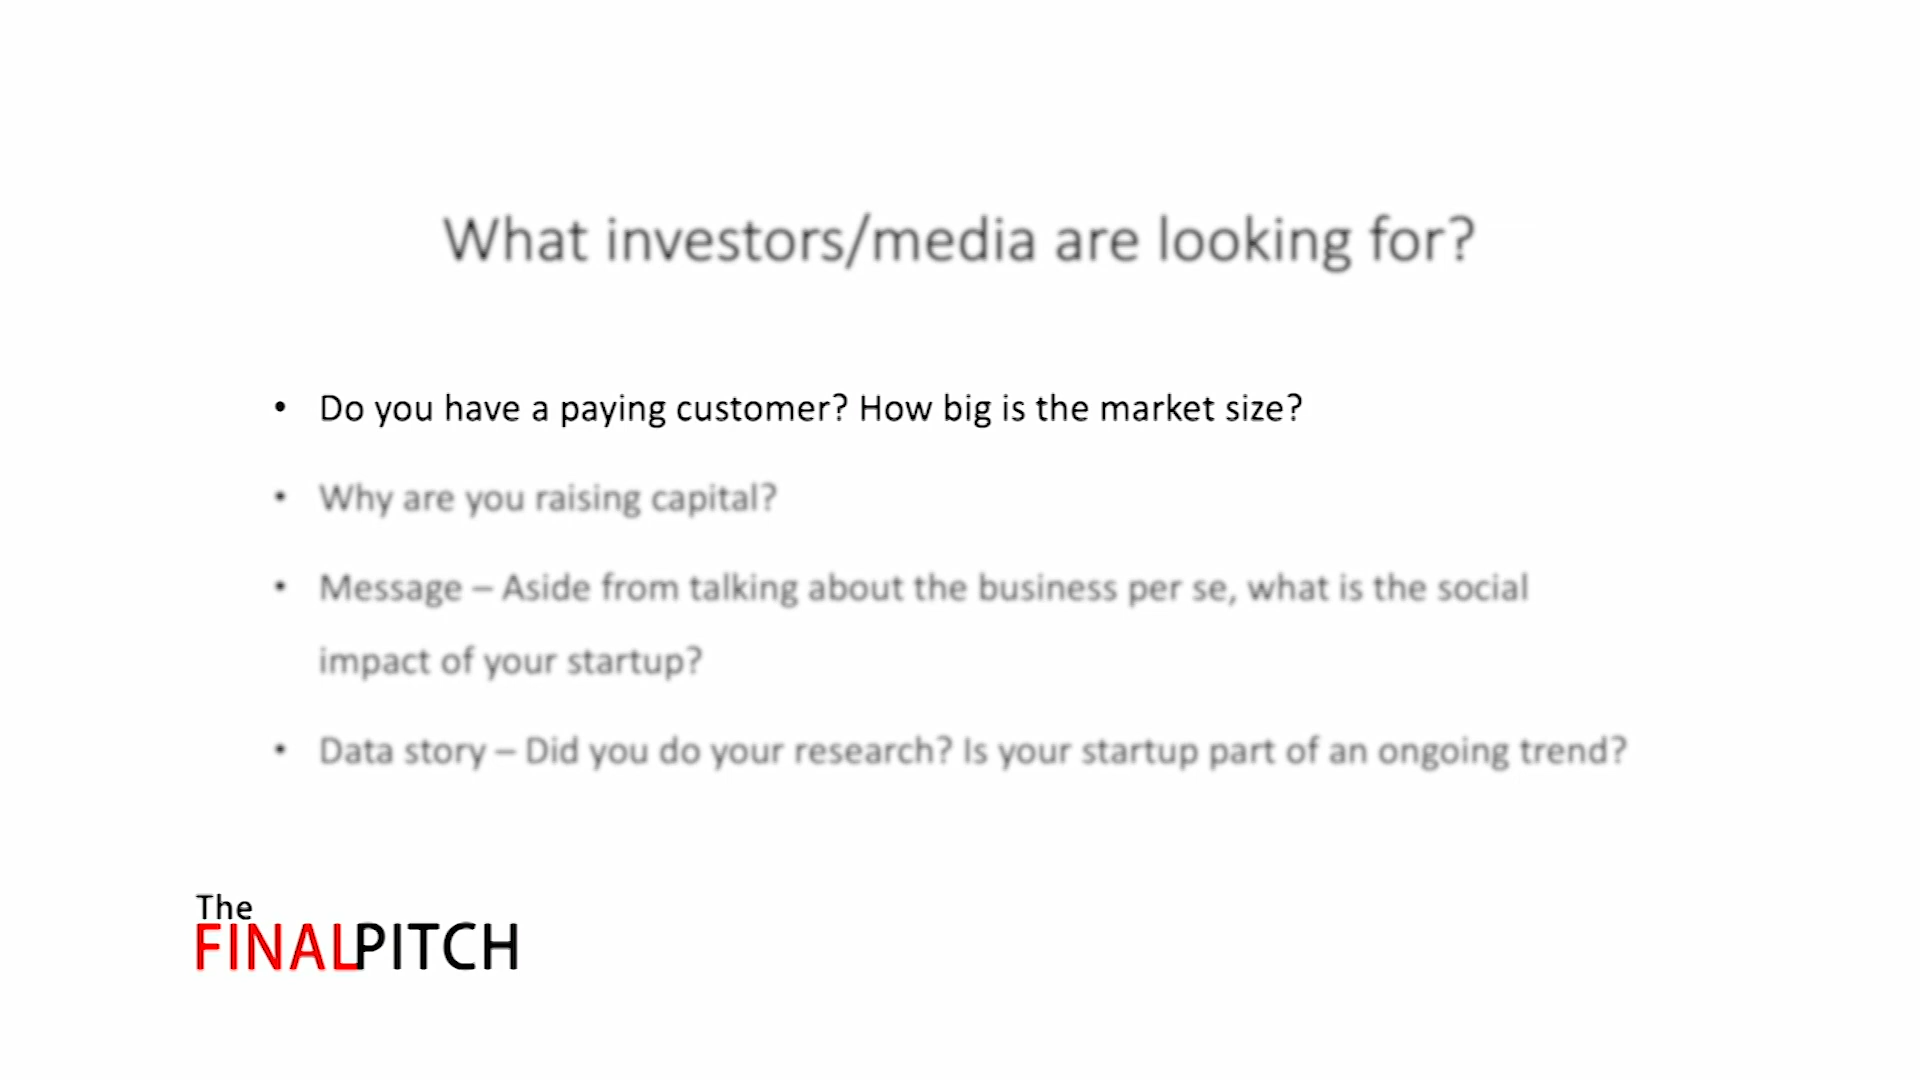 What investors/media are looking for?
• Do you have a paying customer? How big is the market size?
• Why are you raising capital?
• Message – Aside from talking about the business per se, what is the social
impact of your startup?
• Data story – Did you do your research? Is your startup part of an ongoing trend?
The
FINALPITCH